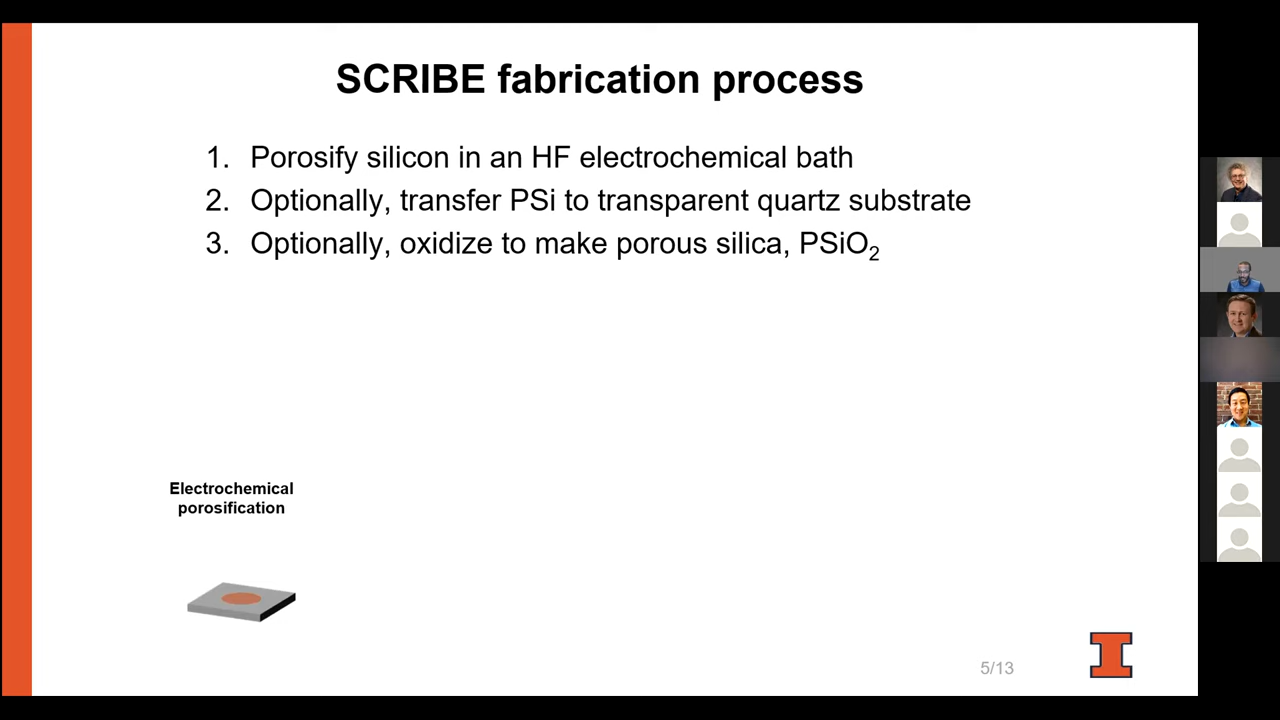 SCRIBE fabrication process
1. Porosify silicon in an HF electrochemical bath
2. Optionally, transfer PSi to transparent quartz substrate
3. Optionally, oxidize to make porous silica, PSiO₂
Electrochemical
porosification
5/13